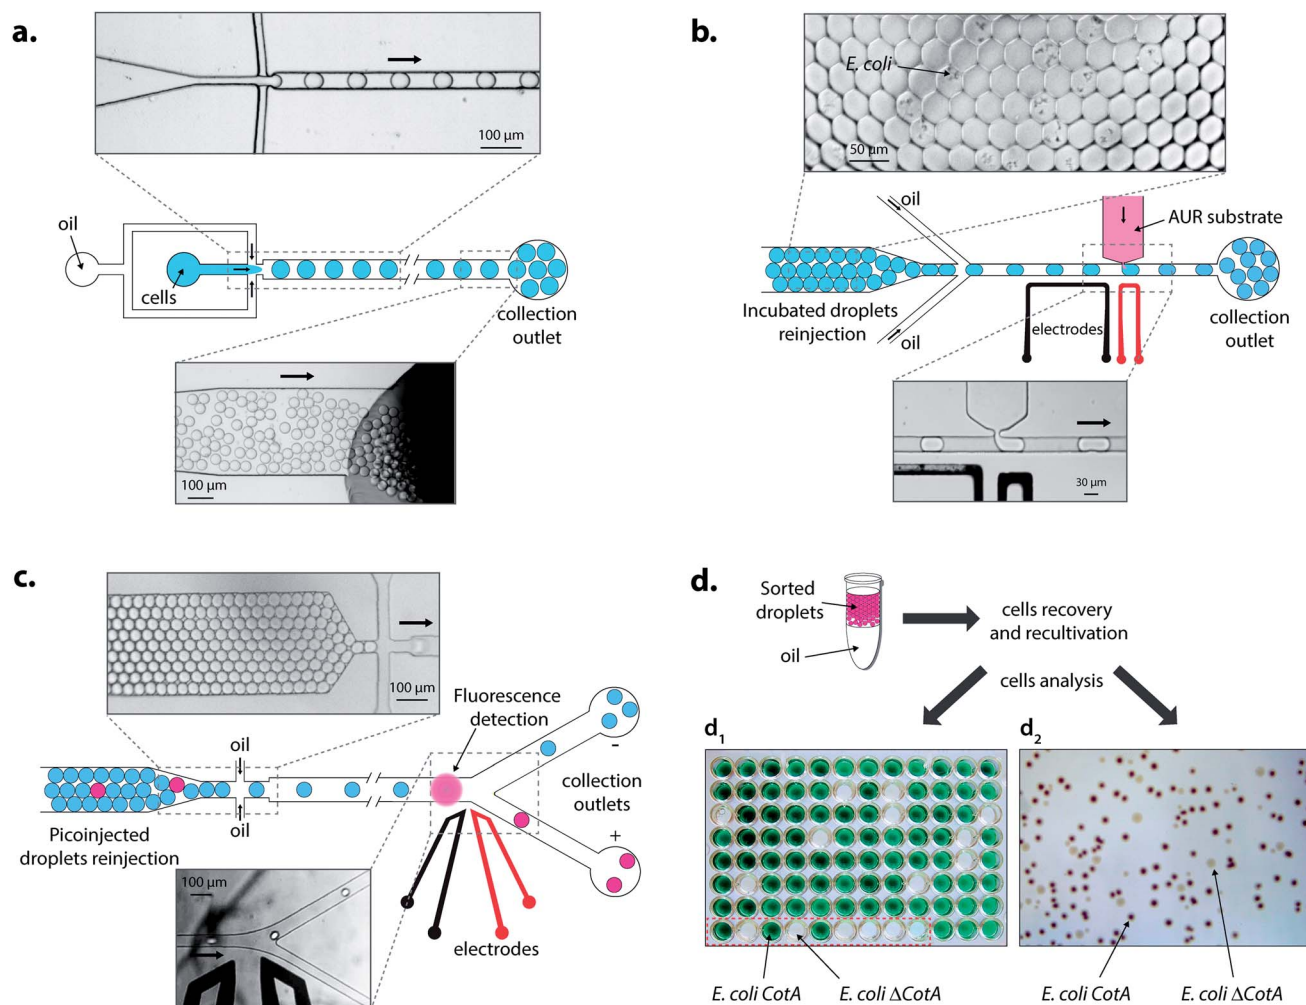 a.
100 µm
oil
cells
collection
outlet
100 µm
b.
E. coli
50 µm
oil
AUR substrate
Incubated droplets
reinjection
oil
electrodes
collection
outlet
30 µm
c.
100 µm
Fluorescence
detection
oil
-
collection
outlets
oil
+
Picoinjected
droplets reinjection
100 µm
electrodes
d.
Sorted
droplets
oil
cells recovery
and recultivation
cells analysis
d1
d2
E. coli CotA
E. coli ΔCotA
E. coli CotA
E. coli ΔCotA